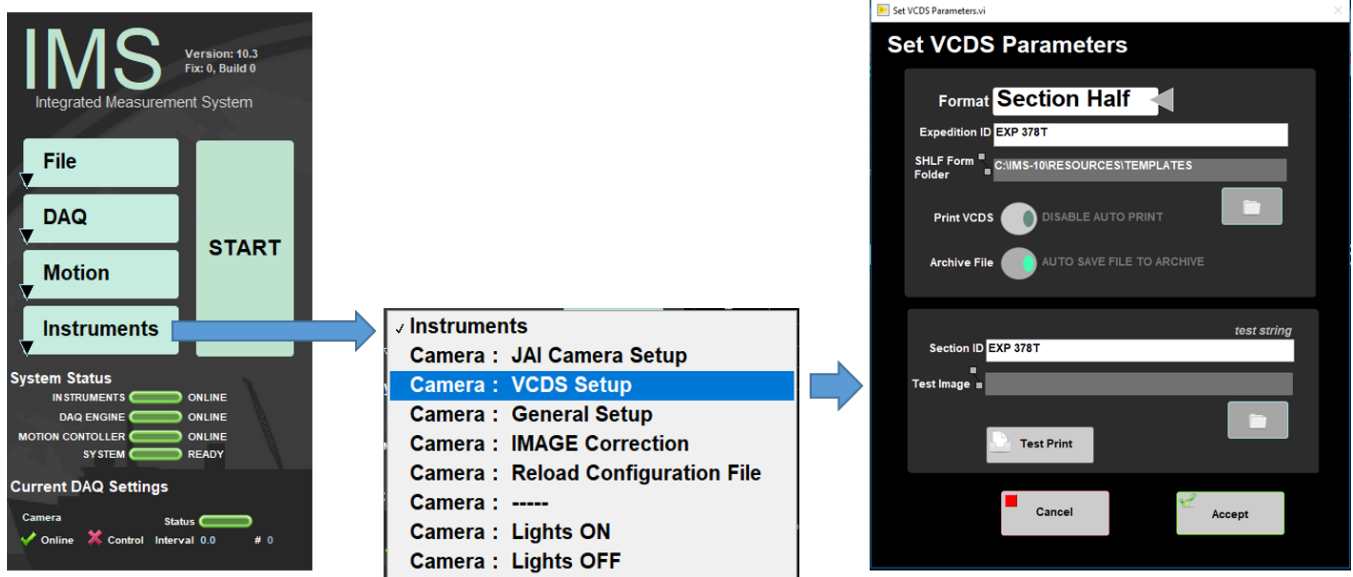 IMS
Version: 10.3
Fix: 0, Build 0
Integrated Measurement System
File
DAQ
Motion
Instruments
START
System Status
INSTRUMENTS ONLINE
DAQ ENGINE ONLINE
MOTION CONTOLLER ONLINE
SYSTEM READY
Current DAQ Settings
Camera Status
Online Control Interval 0.0 # 0
✓ Instruments
Camera : JAI Camera Setup
Camera : VCDS Setup
Camera : General Setup
Camera : IMAGE Correction
Camera : Reload Configuration File
Camera : -----
Camera : Lights ON
Camera : Lights OFF
Set VCDS Parameters.vi
Set VCDS Parameters
Format Section Half
Expedition ID EXP 378T
SHLF Form
Folder
C:\IMS-10\RESOURCES\TEMPLATES
Print VCDS DISABLE AUTO PRINT
Archive File AUTO SAVE FILE TO ARCHIVE
test string
Section ID EXP 378T
Test Image
Test Print
Cancel
Accept